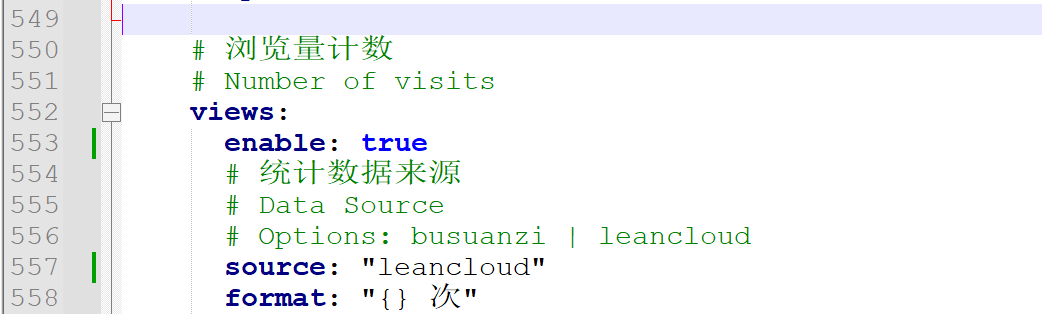 549
550 # 浏览量计数
551 # Number of visits
552 views:
553 enable: true
554 # 统计数据来源
555 # Data Source
556 # Options: busuanzi | leancloud
557 source: "leancloud"
558 format: "{} 次"